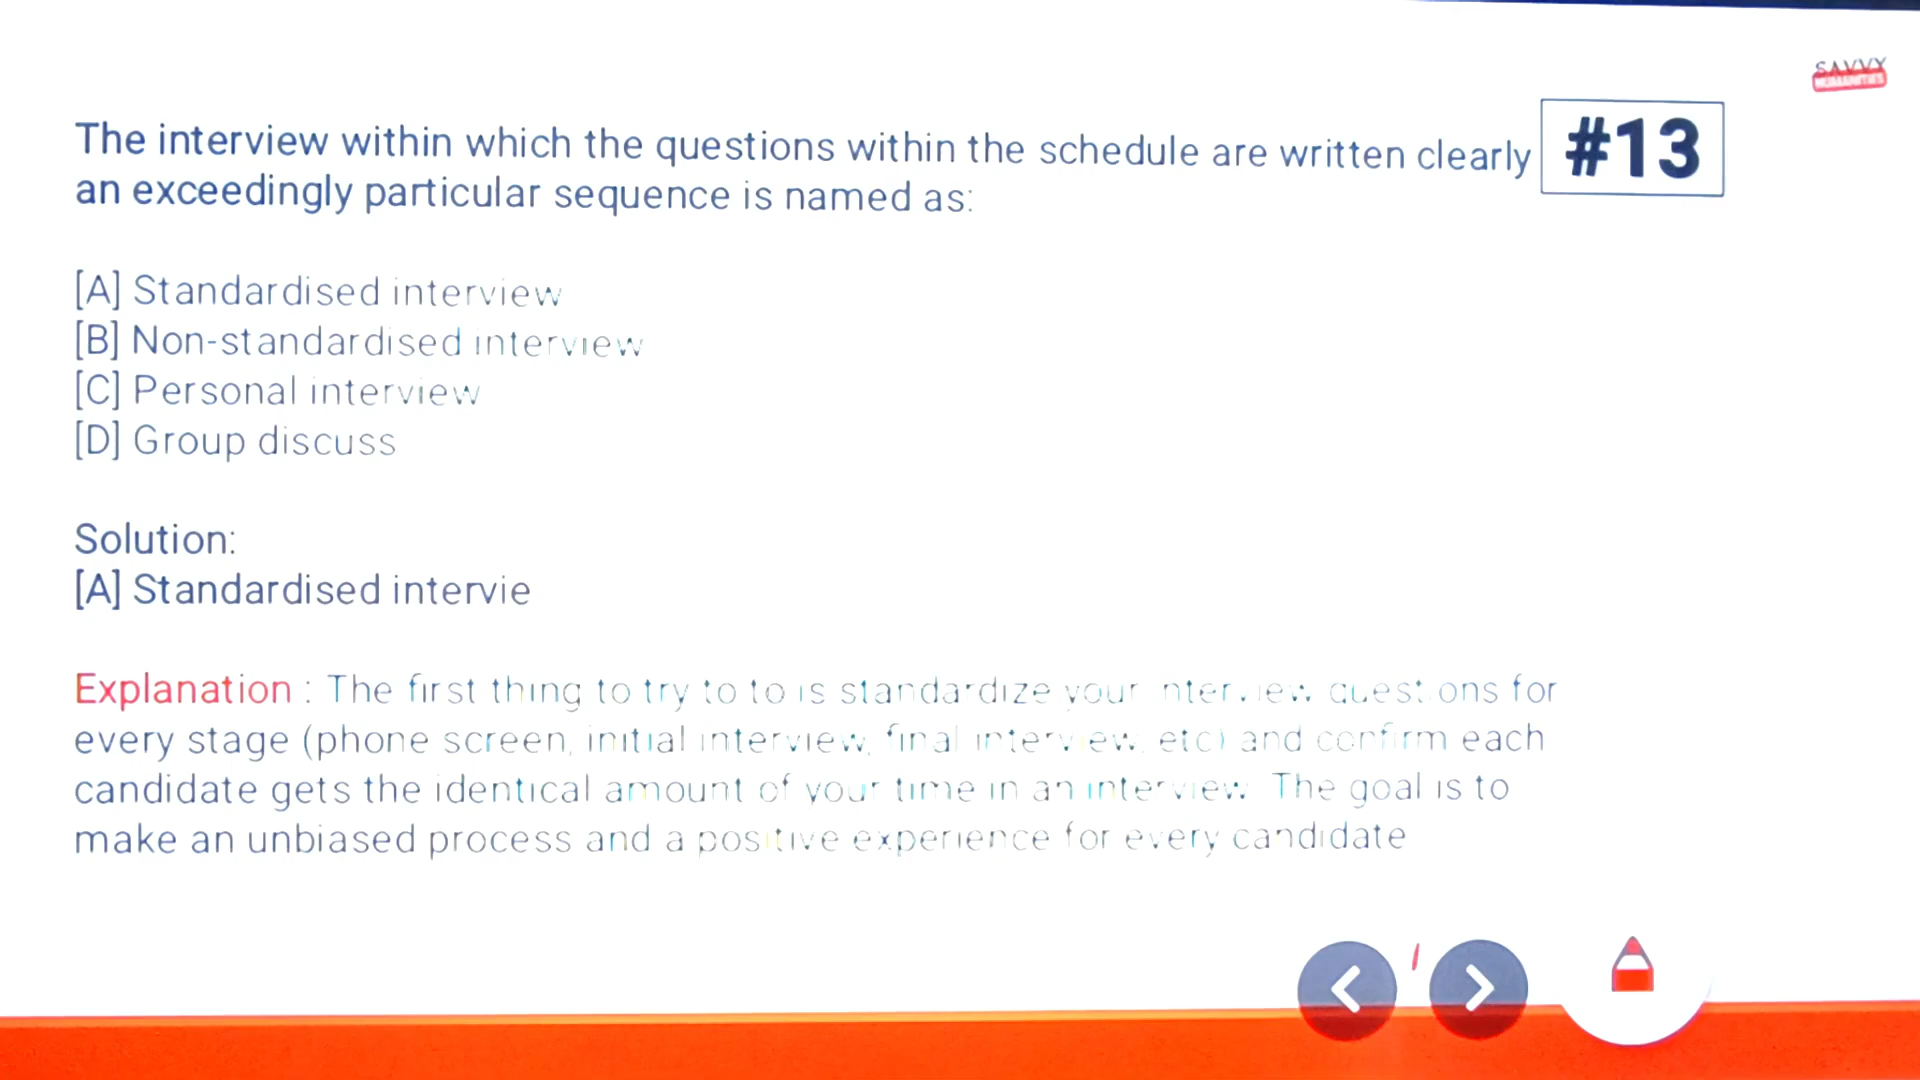 SAVVY
HUMANITIES
The interview within which the questions within the schedule are written clearly
#13
an exceedingly particular sequence is named as:
[A] Standardised interview
[B] Non-standardised interview
[C] Personal interview
[D] Group discuss
Solution:
[A] Standardised intervie
Explanation : The first thing to try to to is standardize your interview questions for
every stage (phone screen, initial interview, final interview, etc) and confirm each
candidate gets the identical amount of your time in an interview. The goal is to
make an unbiased process and a positive experience for every candidate